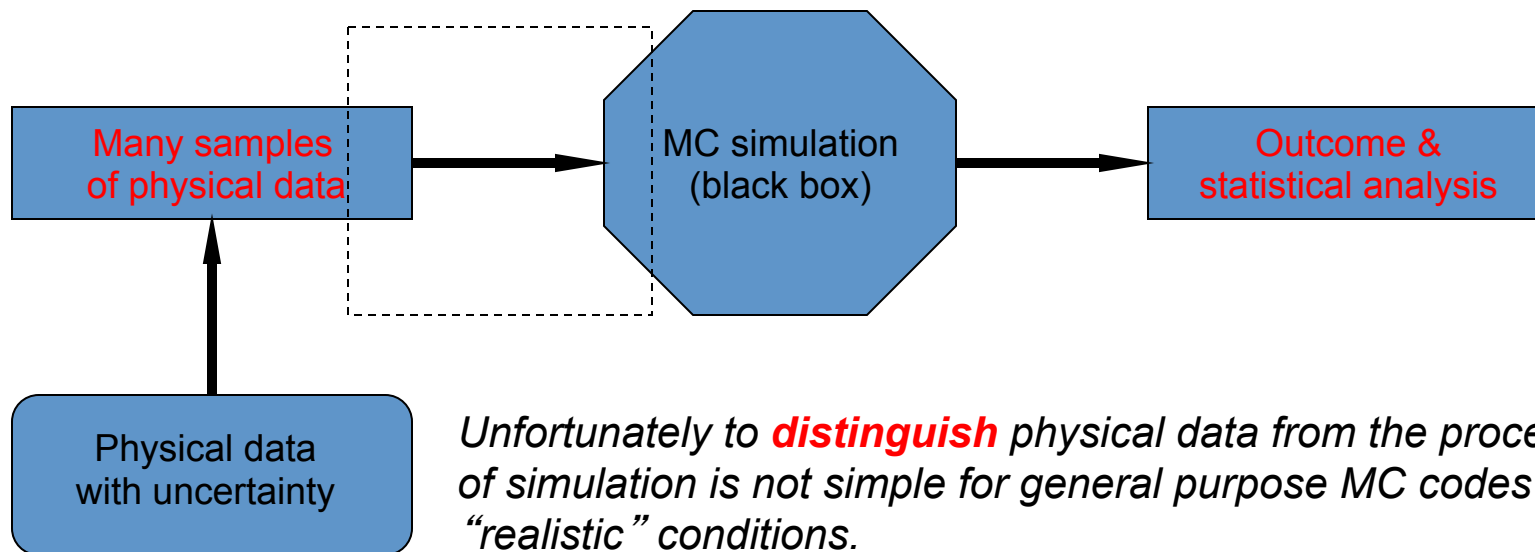 Many samples
of physical data
MC simulation
(black box)
Outcome &
statistical analysis
Physical data
with uncertainty
Unfortunately to distinguish physical data from the
of simulation is not simple for general purpose MC codes
“realistic” conditions.